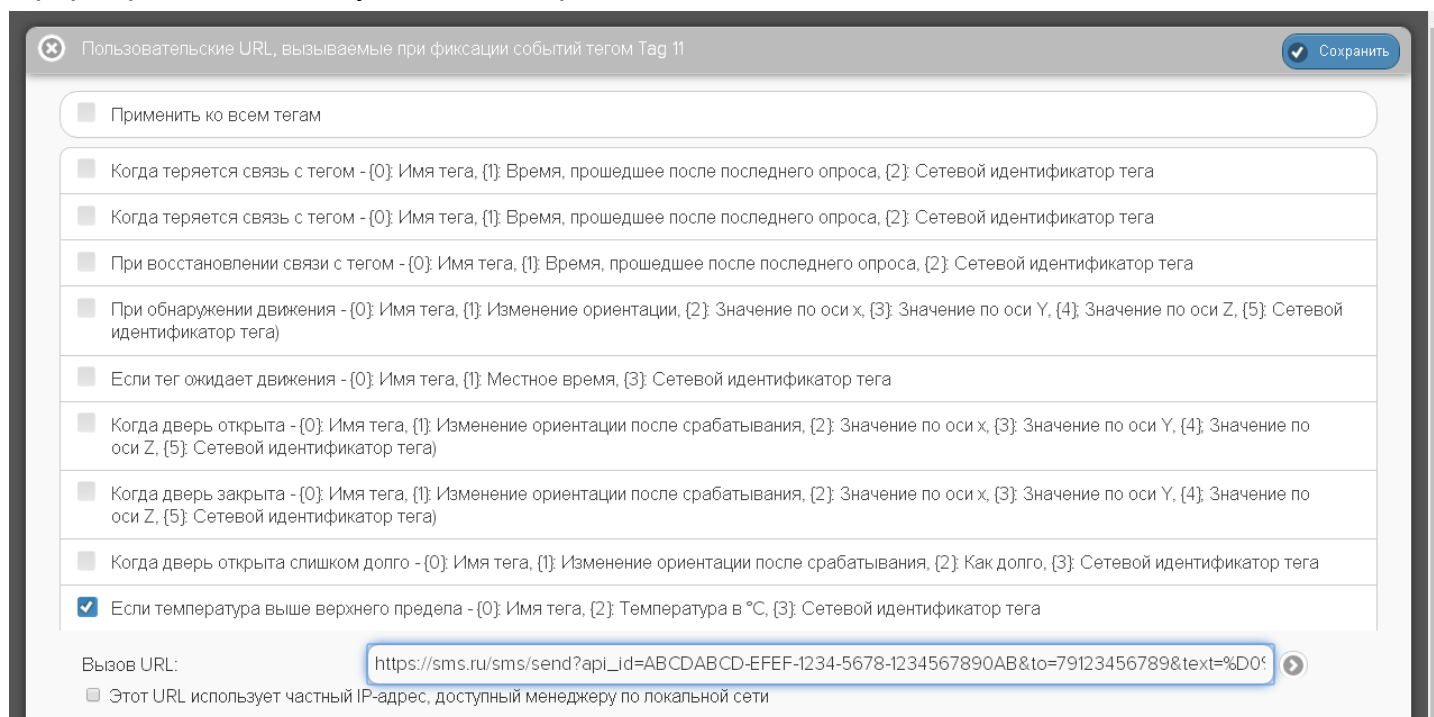 Пользовательские URL, вызываемые при фиксации событий тегом Tag 11
Сохранить
Применить ко всем тегам
Когда теряется связь с тегом - {0}: Имя тега, {1}: Время, прошедшее после последнего опроса, {2}: Сетевой идентификатор тега
Когда теряется связь с тегом - {0}: Имя тега, {1}: Время, прошедшее после последнего опроса, {2}: Сетевой идентификатор тега
При восстановлении связи с тегом - {0}: Имя тега, {1}: Время, прошедшее после последнего опроса, {2}: Сетевой идентификатор тега
При обнаружении движения - {0}: Имя тега, {1}: Изменение ориентации, {2}: Значение по оси x, {3}: Значение по оси Y, {4}; Значение по оси Z, {5}: Сетевой
идентификатор тега)
Если тег ожидает движения - {0}: Имя тега, {1}: Местное время, {3}: Сетевой идентификатор тега
Когда дверь открыта - {0}: Имя тега, {1}: Изменение ориентации после срабатывания, {2}: Значение по оси x, {3}: Значение по оси Y, {4}; Значение по
оси Z, {5}: Сетевой идентификатор тега)
Когда дверь закрыта - {0}: Имя тега, {1}: Изменение ориентации после срабатывания, {2}: Значение по оси x, {3}: Значение по оси Y, {4}; Значение по
оси Z, {5}: Сетевой идентификатор тега)
Когда дверь открыта слишком долго - {0}: Имя тега, {1}: Изменение ориентации после срабатывания, {2}: Как долго, {3}: Сетевой идентификатор тега
Если температура выше верхнего предела - {0}: Имя тега, {2}: Температура в °C, {3}: Сетевой идентификатор тега
Вызов URL: https://sms.ru/sms/send?api_id=ABCDABCD-EFEF-1234-5678-1234567890AB&to=79123456789&text=%D0
Этот URL использует частный IP-адрес, доступный менеджеру по локальной сети